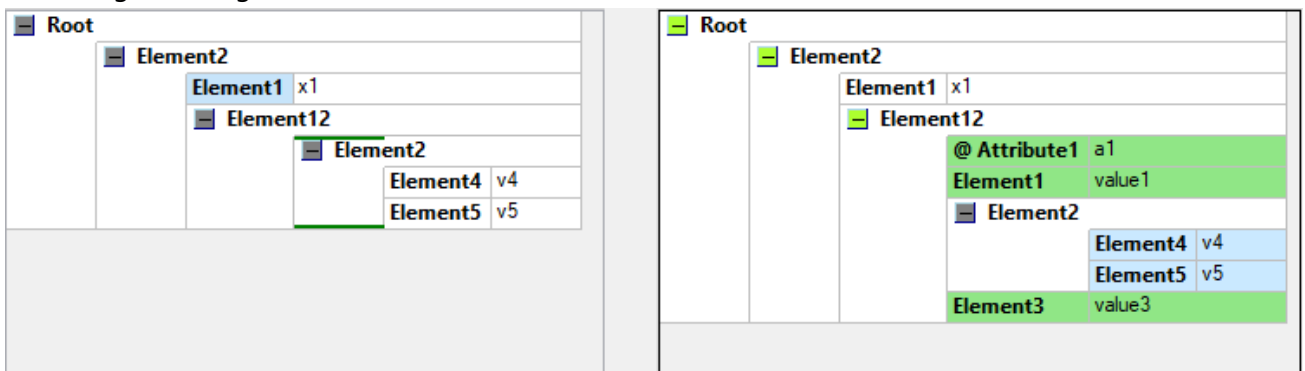 Root
Element2
Element1 x1
Element12
Element2
Element4 v4
Element5 v5
Root
Element2
Element1 x1
Element12
@ Attribute1 a1
Element1 value1
Element2
Element4 v4
Element5 v5
Element3 value3